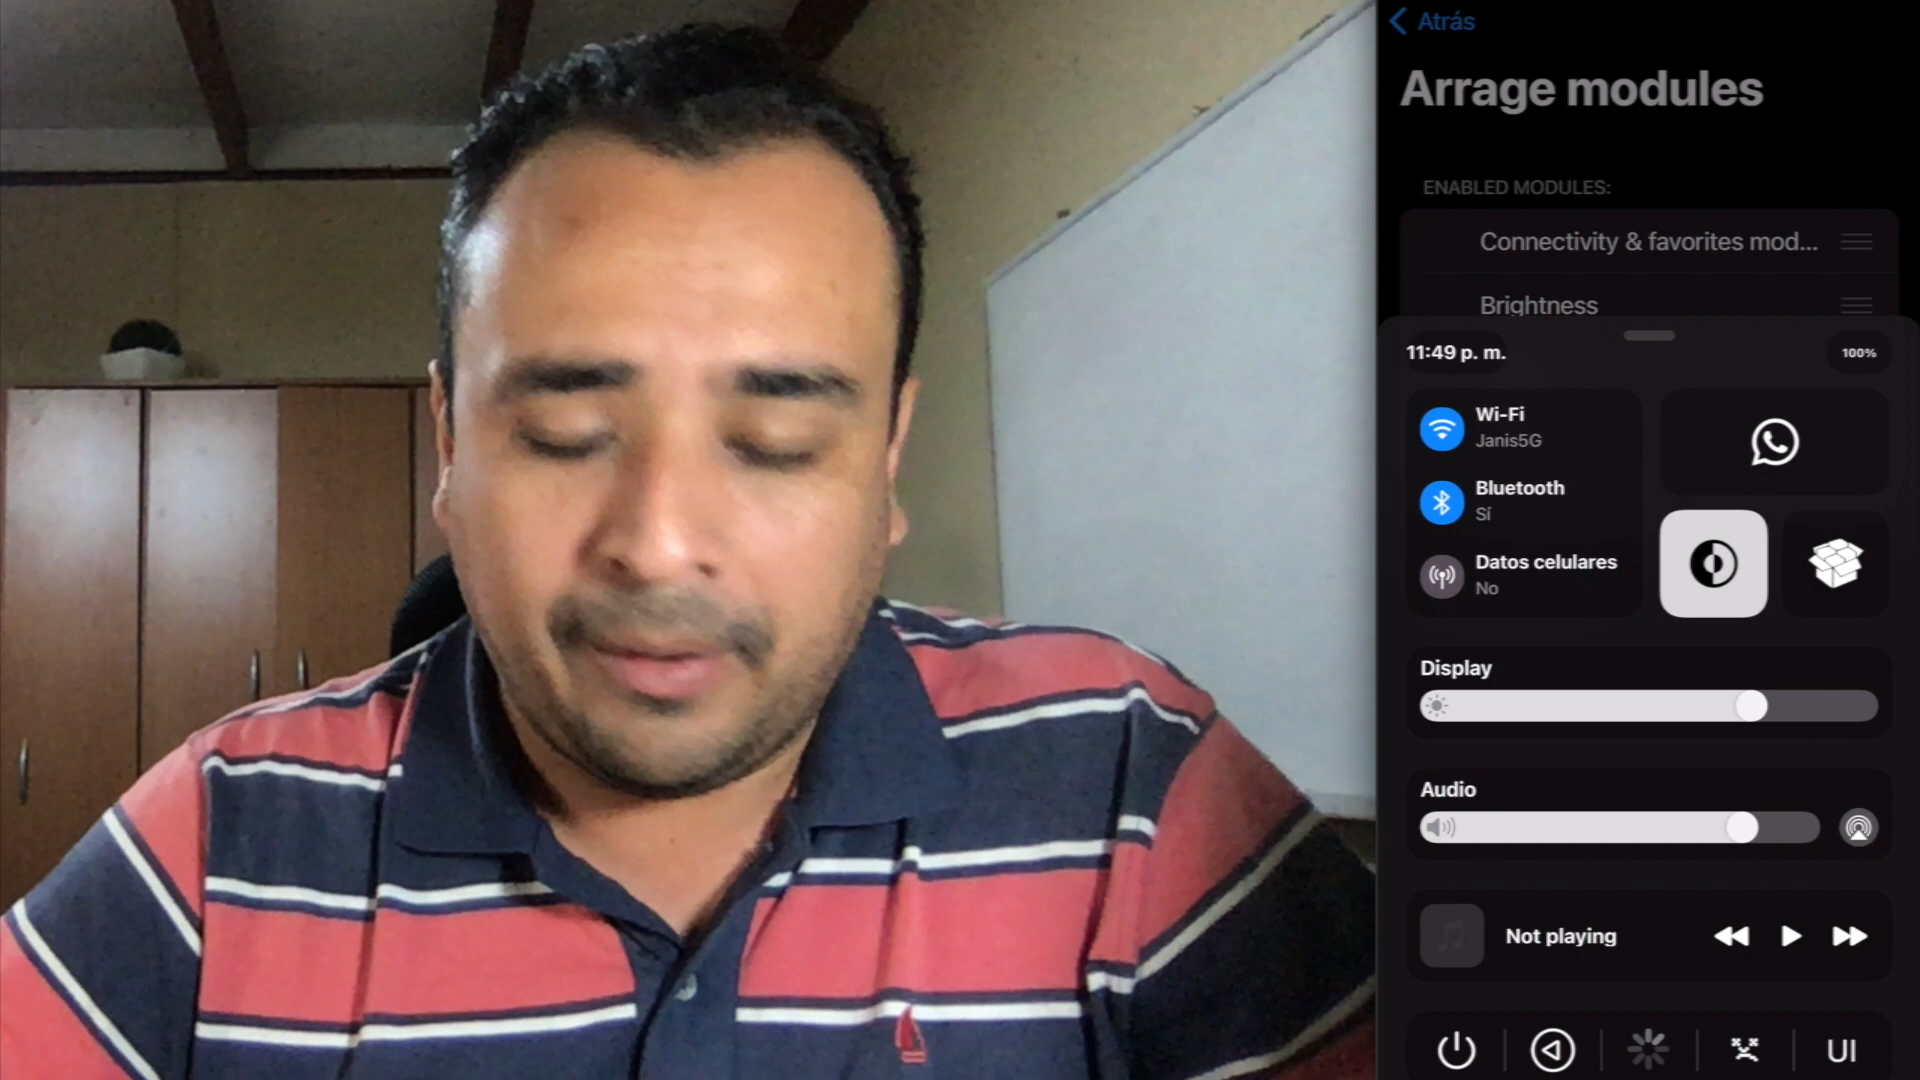 Atrás
Arrage modules
ENABLED MODULES:
Connectivity & favorites mod...
Brightness
11:49 p. m.
100%
Wi-Fi
Janis5G
Bluetooth
Sí
Datos celulares
No
Display
Audio
Not playing
UI